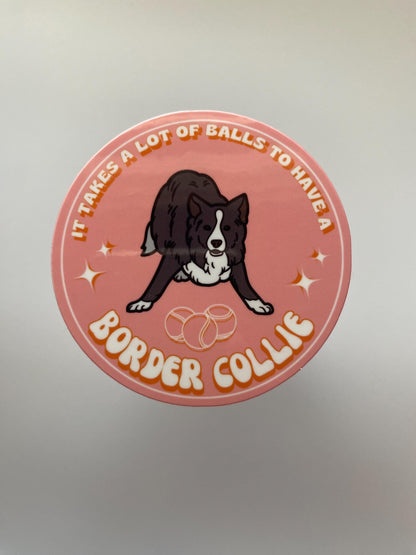 IT TAKES A LOT OF BALLS TO HAVE A
BORDER COLLIE